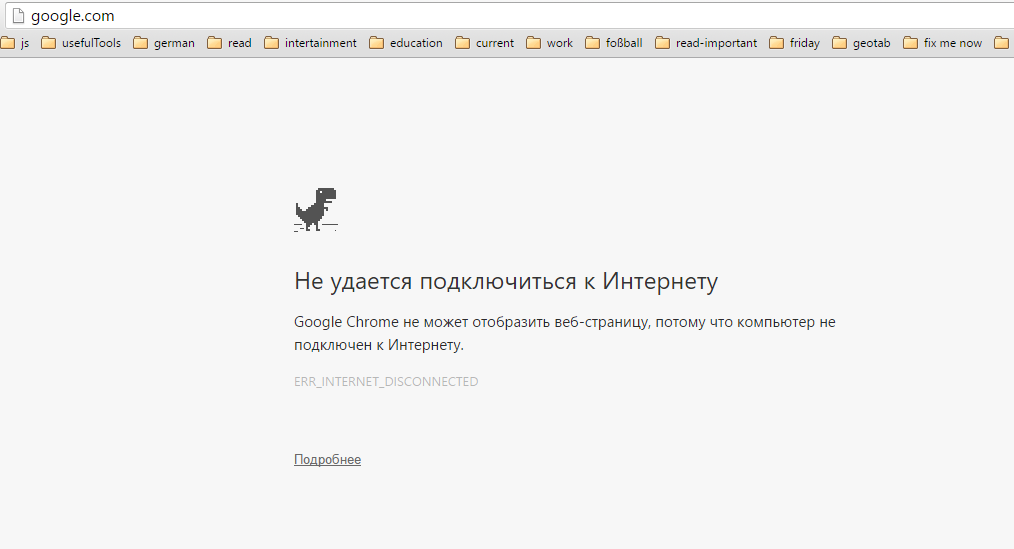 google.com
js usefulTools german read intertainment education current work foßball read-important friday geotab fix me now
Не удается подключиться к Интернету
Google Chrome не может отобразить веб-страницу, потому что компьютер не
подключен к Интернету.
ERR_INTERNET_DISCONNECTED
Подробнее